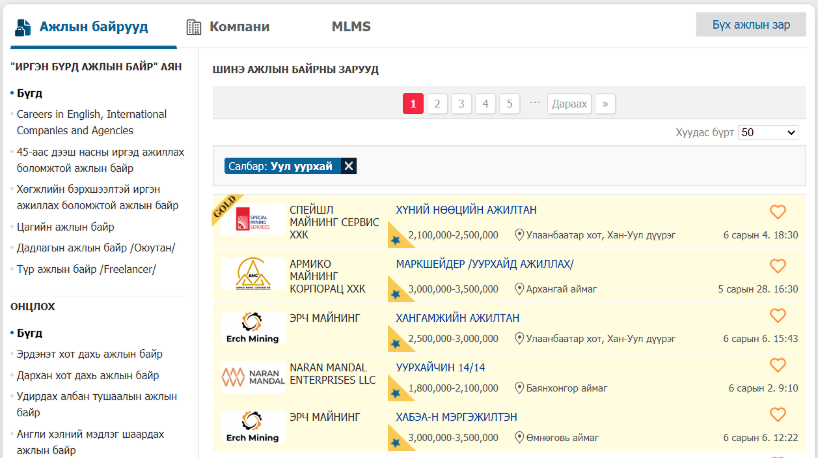 Ажлын байрууд
Компани
MLMS
Бүх ажлын зар
"ИРГЭН БҮРД АЖЛЫН БАЙР" АЯН
Бүгд
Careers in English, International
Companies and Agencies
45-аас дээш насны иргэд ажиллах
боломжтой ажлын байр
Хөгжлийн бэрхшээлтэй иргэн
ажиллах боломжтой ажлын байр
Цагийн ажлын байр
Дадлагын ажлын байр /Оюутан/
Түр ажлын байр /Freelancer/
ОНЦЛОХ
Бүгд
Эрдэнэт хот дахь ажлын байр
Дархан хот дахь ажлын байр
Удирдах албан тушаалын ажлын
байр
Англи хэлний мэдлэг шаардах
ажлын байр
ШИНЭ АЖЛЫН БАЙРНЫ ЗАРУУД
1 2 3 4 5 ... Дараах »
Хуудас бүрт 50
Салбар: Уул уурхай ✕
GOLD
SPECIAL
MINING
SERVICES
СПЕЙШЛ
МАЙНИНГ СЕРВИС
ХХК
ХҮНИЙ НӨӨЦИЙН АЖИЛТАН
2,100,000-2,500,000
Улаанбаатар хот, Хан-Уул дүүрэг
6 сарын 4. 18:30
АРМИКО
МАЙНИНГ
КОРПОРАЦ ХХК
МАРКШЕЙДЕР /УУРХАЙД АЖИЛЛАХ/
3,000,000-3,500,000
Архангай аймаг
5 сарын 28. 16:30
Erch Mining
ЭРЧ МАЙНИНГ
ХАНГАМЖИЙН АЖИЛТАН
2,500,000-3,000,000
Улаанбаатар хот, Хан-Уул дүүрэг
6 сарын 6. 15:43
NARAN
MANDAL
NARAN MANDAL
ENTERPRISES LLC
УУРХАЙЧИН 14/14
1,800,000-2,100,000
Баянхонгор аймаг
6 сарын 2. 9:10
Erch Mining
ЭРЧ МАЙНИНГ
ХАБЭА-Н МЭРГЭЖИЛТЭН
3,000,000-3,500,000
Өмнөговь аймаг
6 сарын 6. 12:22